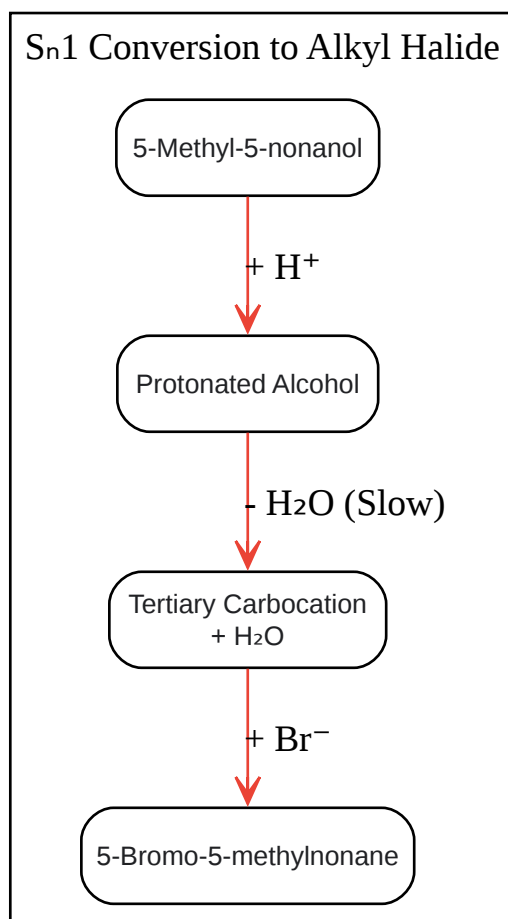 Sₙ1 Conversion to Alkyl Halide
5-Methyl-5-nonanol
+ H⁺
Protonated Alcohol
- H₂O (Slow)
Tertiary Carbocation
+ H₂O
+ Br⁻
5-Bromo-5-methylnonane